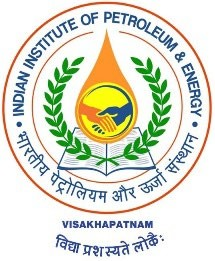 • INDIAN INSTITUTE OF PETROLEUM & ENERGY •
भारतीय पेट्रोलियम और ऊर्जा संस्थान
VISAKHAPATNAM
विद्या प्रशस्यते लोकैः